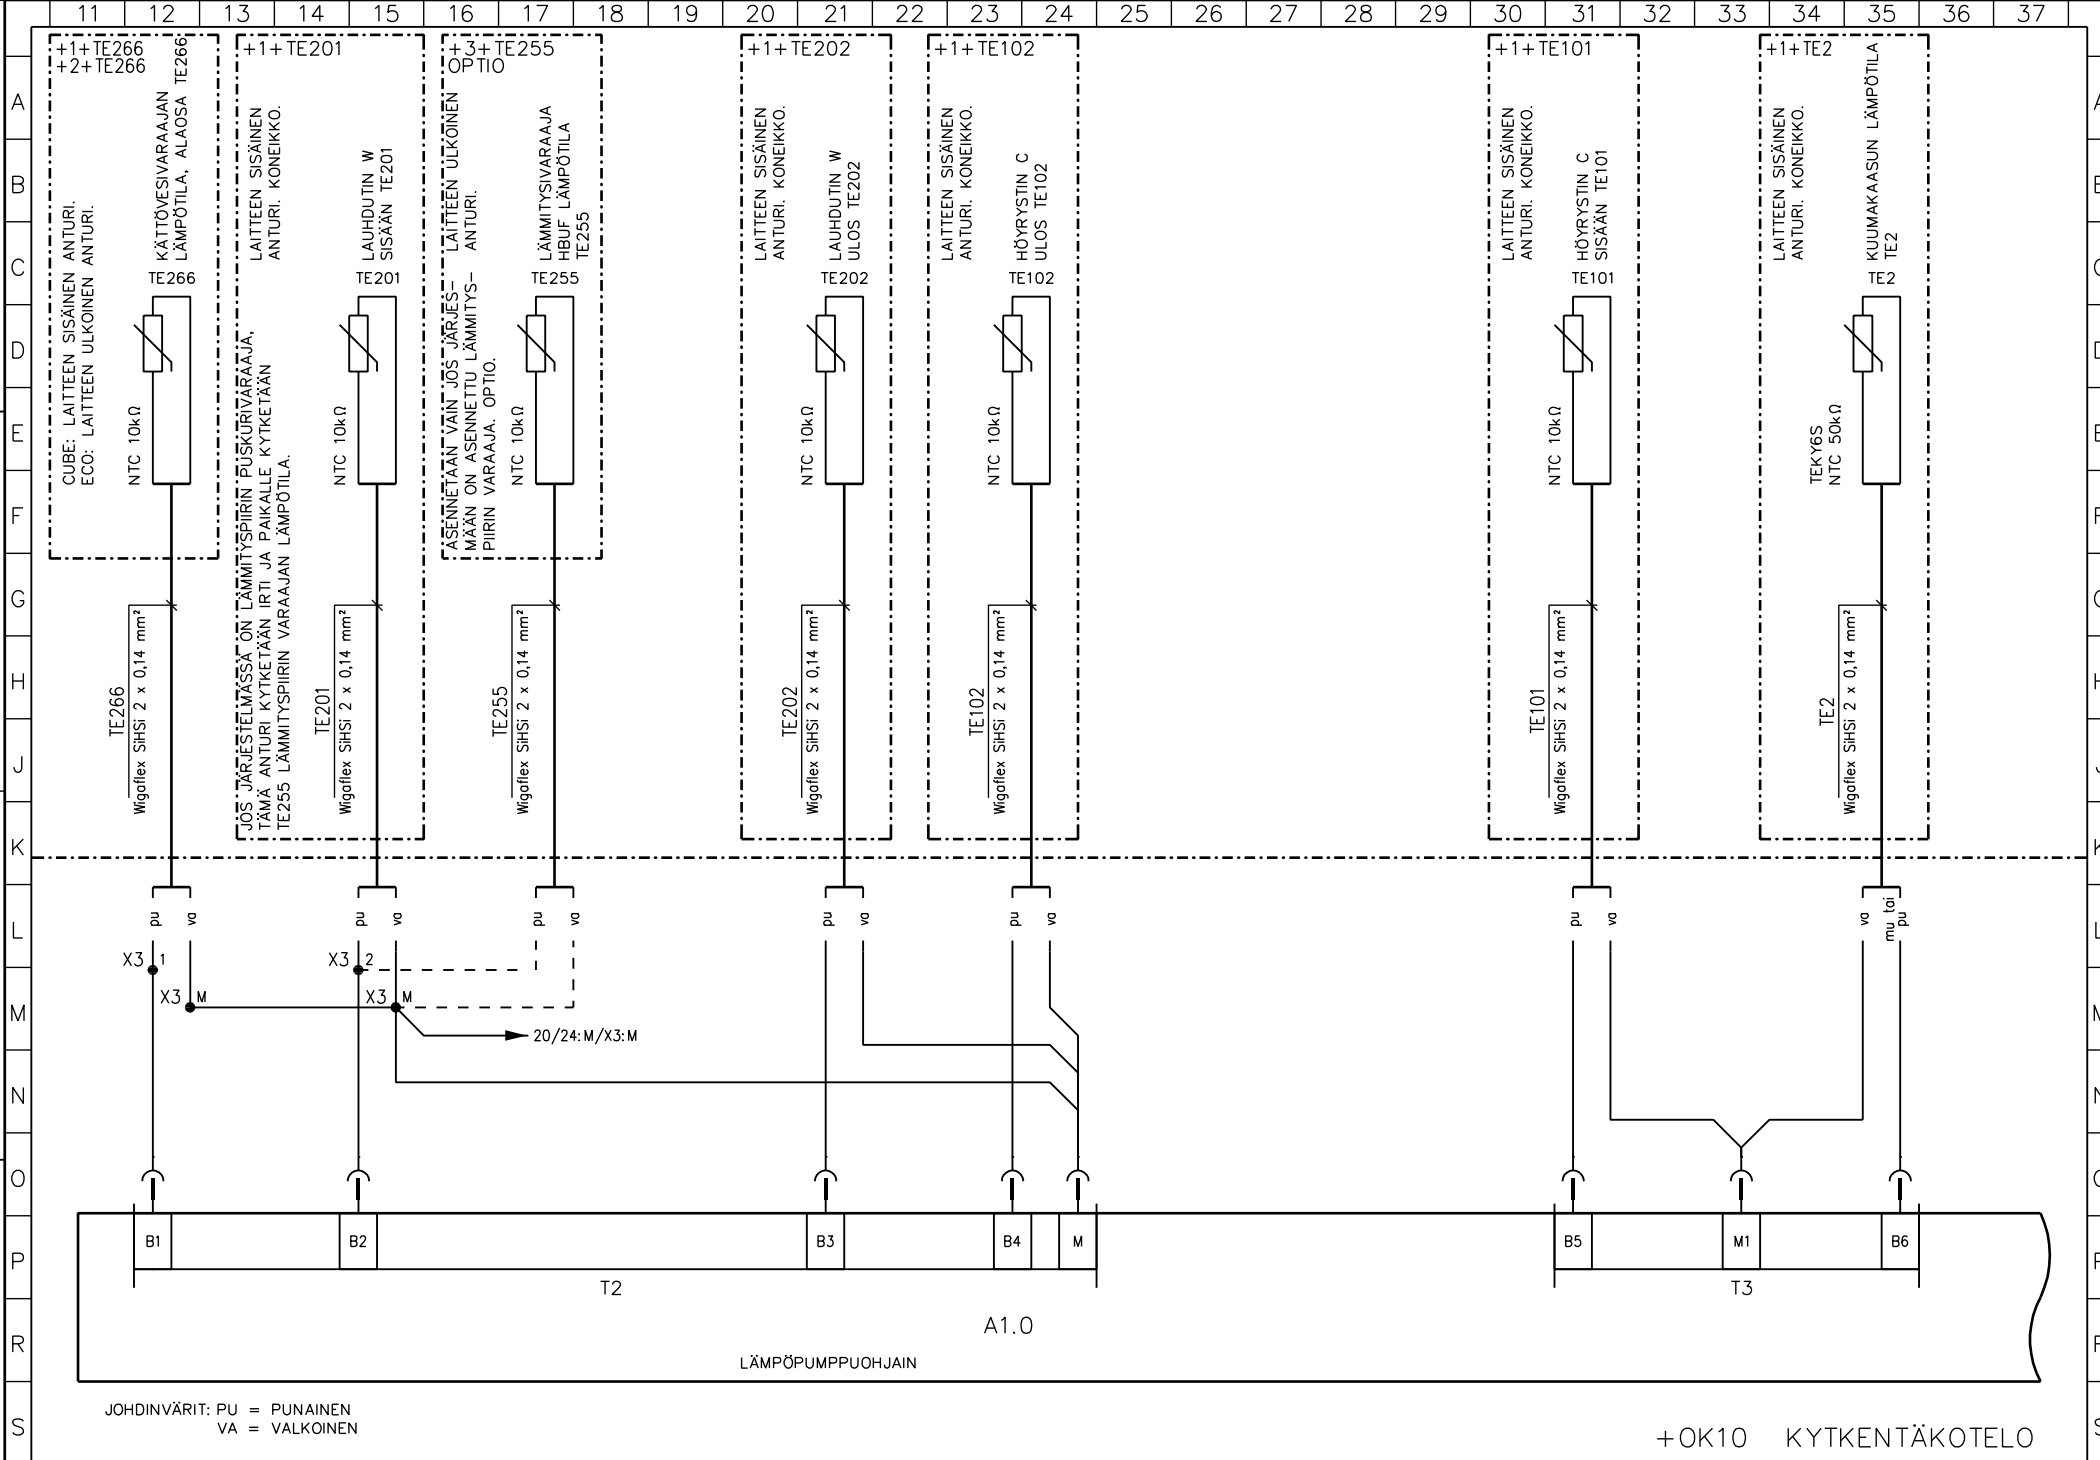 11 12 13 14 15 16 17 18 19 20 21 22 23 24 25 26 27 28 29 30 31 32 33 34 35 36 37
A
B
C
D
E
F
G
H
J
K
L
M
N
O
P
R
S
+1+TE266
+2+TE266
CUBE: LAITTEEN SISÄINEN ANTURI.
ECO: LAITTEEN ULKOINEN ANTURI.
KÄTTÖVESIVARAAJAN
LÄMPÖTILA, ALAOSA TE266
TE266
NTC 10kΩ
TE266
Wigaflex SiHSi 2 x 0,14 mm²
+1+TE201
LAITTEEN SISÄINEN
ANTURI. KONEIKKO.
JOS JÄRJESTELMÄSSÄ ON LÄMMITYSPIIRIN PUSKURIVARAAJA,
TÄMÄ ANTURI KYTKETÄÄN IRTI JA PAIKALLE KYTKETÄÄN
TE255 LÄMMITYSPIIRIN VARAAJAN LÄMPÖTILA.
LAUHDUTIN W
SISÄÄN TE201
TE201
NTC 10kΩ
TE201
Wigaflex SiHSi 2 x 0,14 mm²
+3+TE255
OPTIO
LAITTEEN ULKOINEN
ANTURI.
ASENNETAAN VAIN JOS JÄRJES-
MÄÄN ON ASENNETTU LÄMMITYS-
PIIRIN VARAAJA. OPTIO.
LÄMMITYSIVARAAJA
HBUF LÄMPÖTILA
TE255
TE255
NTC 10kΩ
TE255
Wigaflex SiHSi 2 x 0,14 mm²
+1+TE202
LAITTEEN SISÄINEN
ANTURI. KONEIKKO.
LAUHDUTIN W
ULOS TE202
TE202
NTC 10kΩ
TE202
Wigaflex SiHSi 2 x 0,14 mm²
+1+TE102
LAITTEEN SISÄINEN
ANTURI. KONEIKKO.
HÖYRYSTIN C
ULOS TE102
TE102
NTC 10kΩ
TE102
Wigaflex SiHSi 2 x 0,14 mm²
+1+TE101
LAITTEEN SISÄINEN
ANTURI. KONEIKKO.
HÖYRYSTIN C
SISÄÄN TE101
TE101
NTC 10kΩ
TE101
Wigaflex SiHSi 2 x 0,14 mm²
+1+TE2
LAITTEEN SISÄINEN
ANTURI. KONEIKKO.
KUUMAKAASUN LÄMPÖTILA
TE2
TE2
TEKY6S
NTC 50kΩ
TE2
Wigaflex SiHSi 2 x 0,14 mm²
pu va pu va pu va pu va pu va pu va va mu tai
pu
X3 1 X3 2
X3 M X3 M
20/24:M/X3:M
B1 B2 B3 B4 M B5 M1 B6
T2 T3
A1.0
LÄMPÖPUMPPUOHJAIN
JOHDINVÄRIT: PU = PUNAINEN
VA = VALKOINEN
+OK10 KYTKENTÄKOTELO